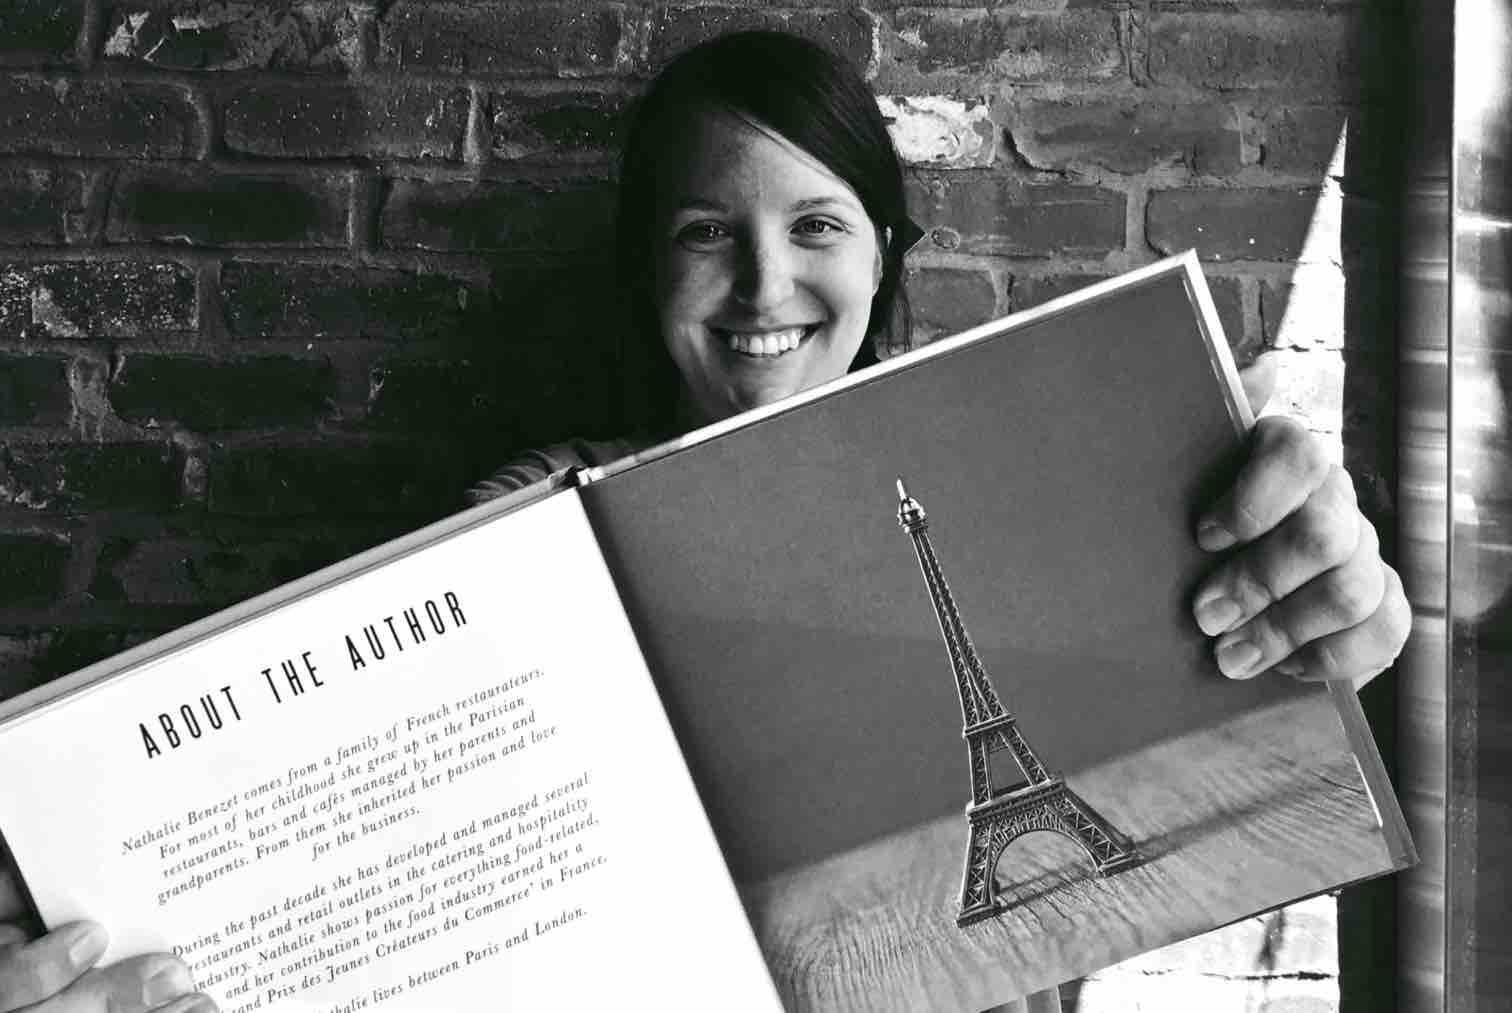 ABOUT THE AUTHOR
Nathalie Benezet comes from a family of French restaurateurs.
For most of her childhood she grew up in the Parisian
restaurants, bars and cafés managed by her parents and
grandparents. From them she inherited her passion and love
for the business.
During the past decade she has developed and managed several
restaurants and retail outlets in the catering and hospitality
industry. Nathalie shows passion for everything food-related,
and her contribution to the food industry earned her a
Prix des Jeunes Créateurs du Commerce' in France.
lives between Paris and London.